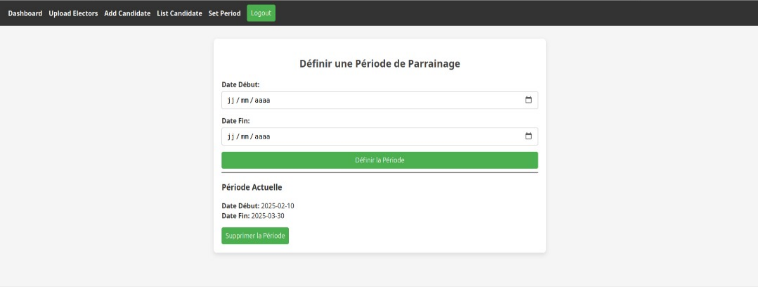 Dashboard Upload Electors Add Candidate List Candidate Set Period Logout
Définir une Période de Parrainage
Date Début:
jj/mm/aaaa
Date Fin:
jj/mm/aaaa
Définir la Période
Période Actuelle
Date Début: 2025-02-10
Date Fin: 2025-03-30
Supprimer la Période